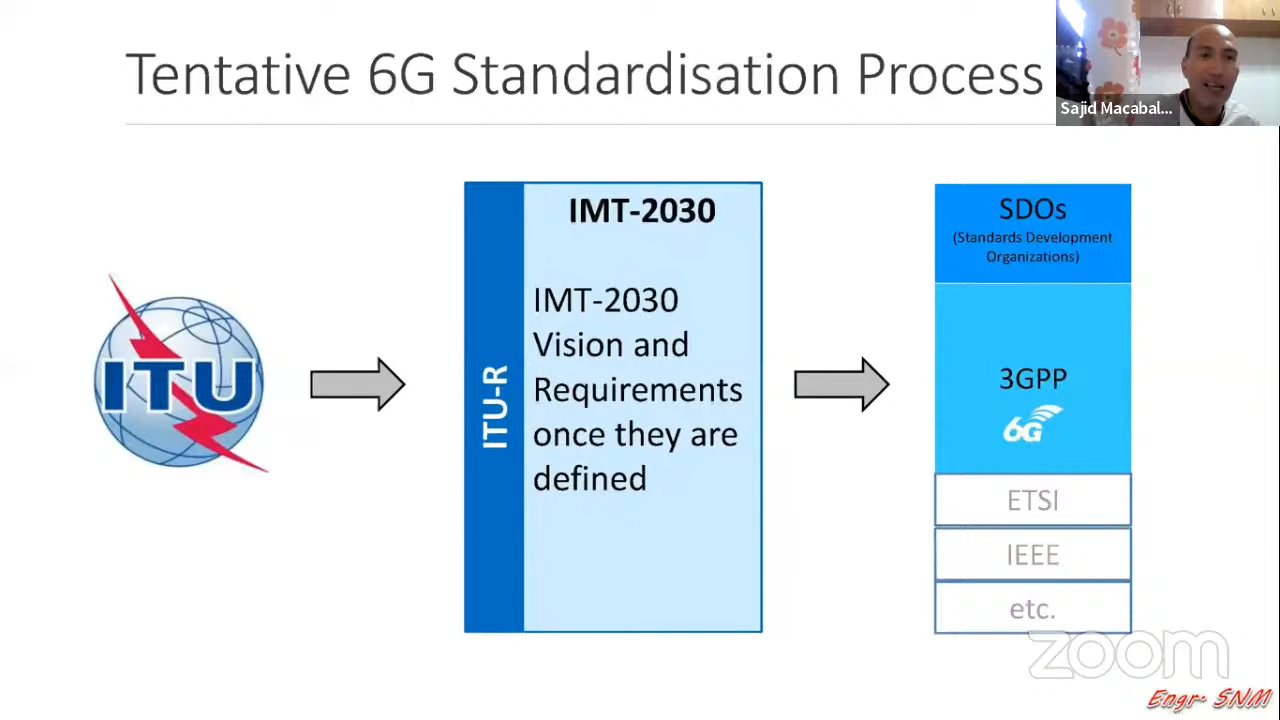 Tentative 6G Standardisation Process
Sajid Macabal...
ITU
ITU-R
IMT-2030
IMT-2030
Vision and
Requirements
once they are
defined
SDOs
(Standards Development
Organizations)
3GPP
6G
ETSI
IEEE
etc.
zoom
Engr. SNM